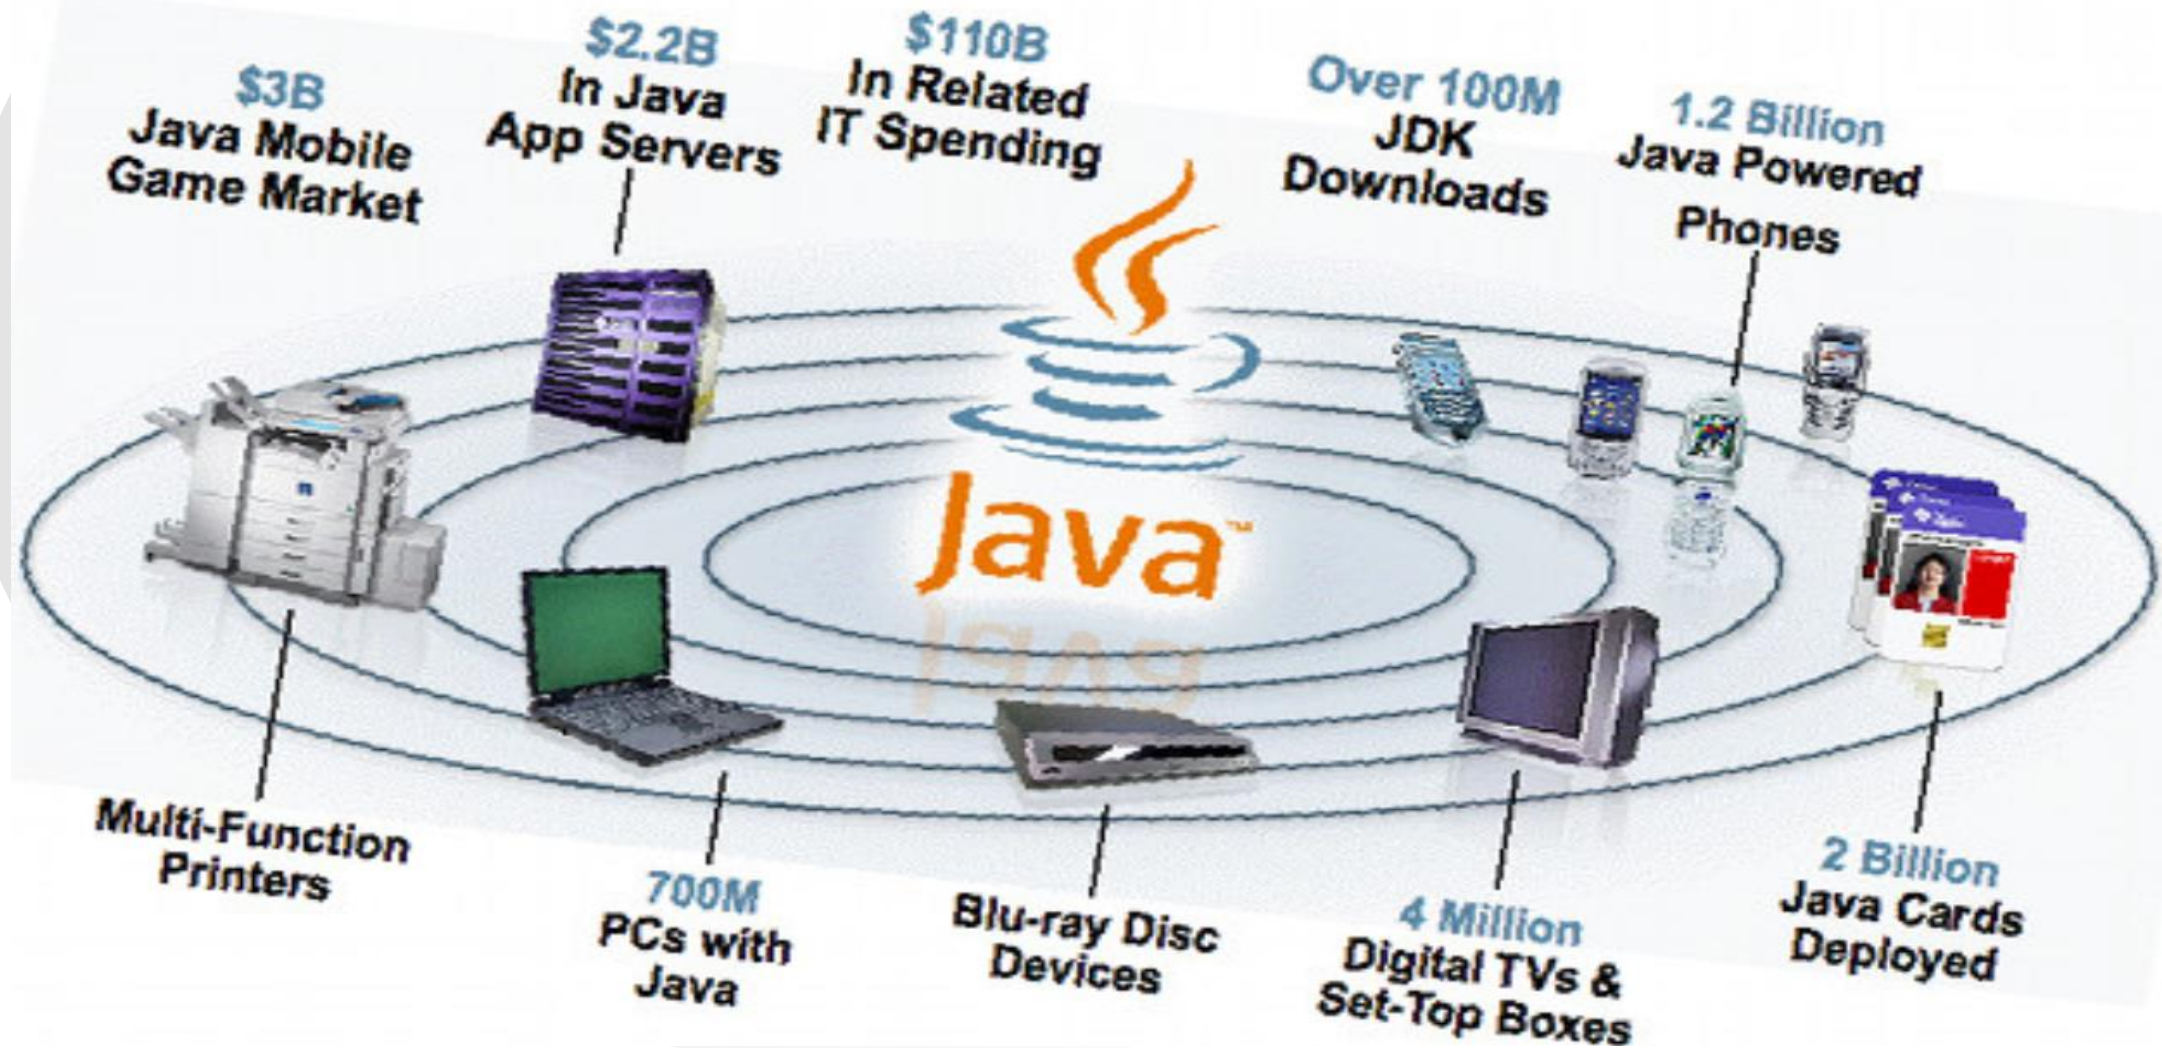 $3B
Java Mobile
Game Market
$2.2B
In Java
App Servers
$110B
In Related
IT Spending
Over 100M
JDK
Downloads
1.2 Billion
Java Powered
Phones
Java™
Multi-Function
Printers
700M
PCs with
Java
Blu-ray Disc
Devices
4 Million
Digital TVs &
Set-Top Boxes
2 Billion
Java Cards
Deployed